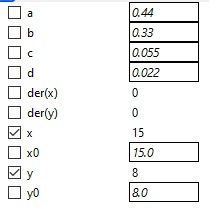 a 0.44
b 0.33
c 0.055
d 0.022
der(x) 0
der(y) 0
x 15
x0 15.0
y 8
y0 8.0